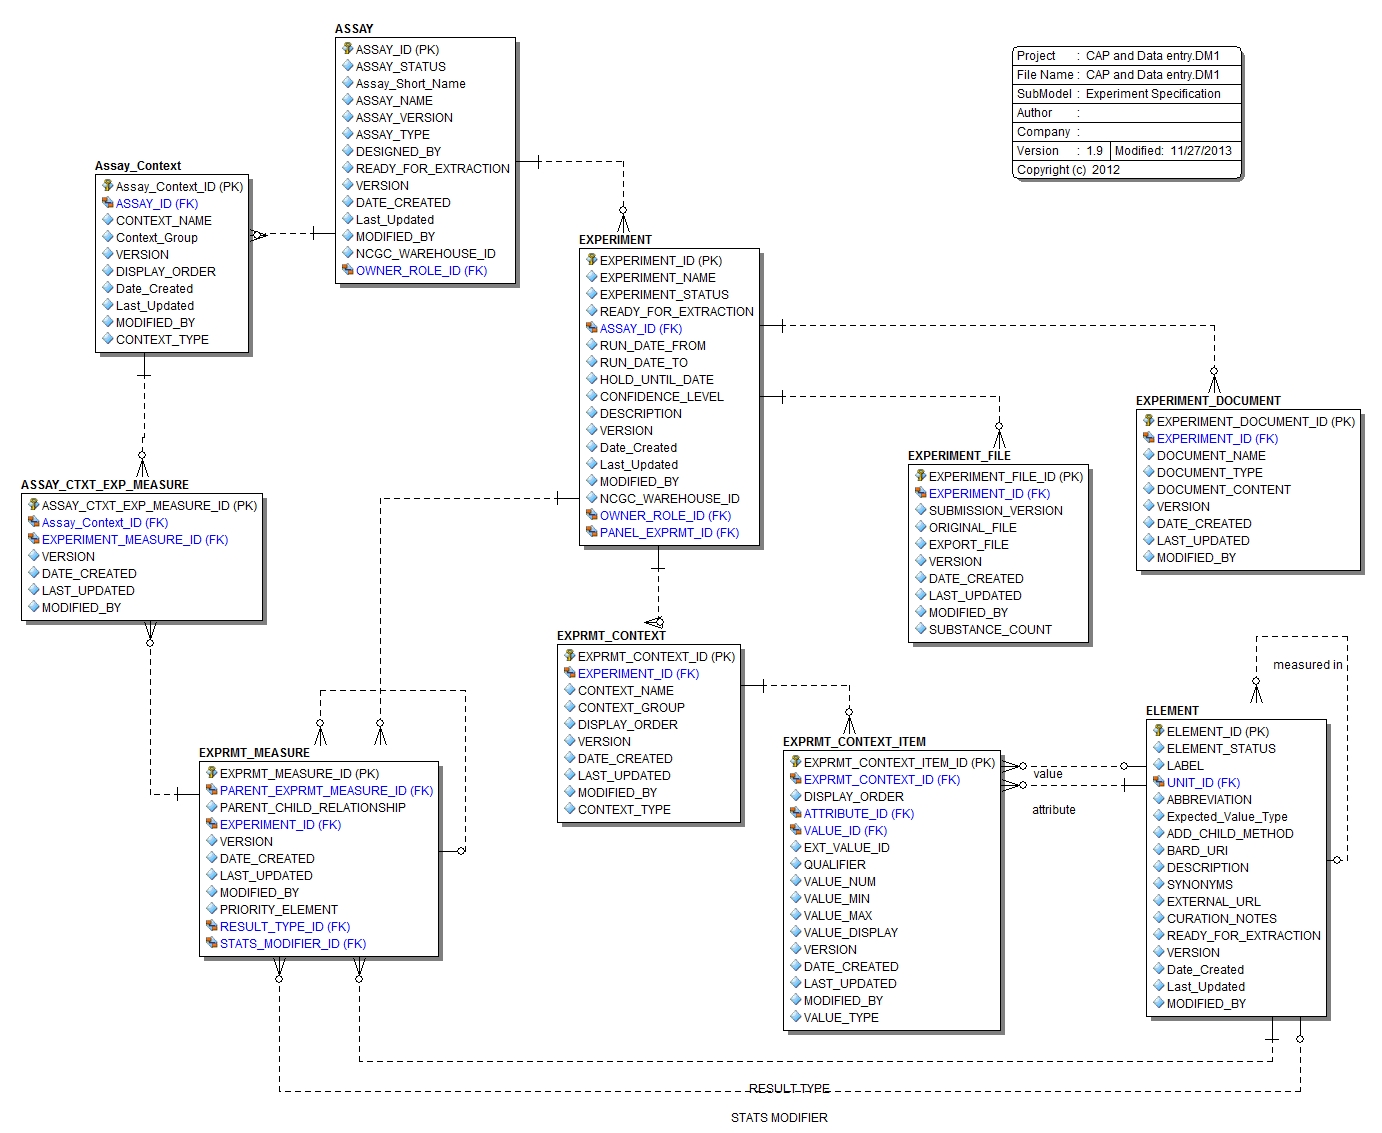 ASSAY
ASSAY_ID (PK)
ASSAY_STATUS
Assay_Short_Name
ASSAY_NAME
ASSAY_VERSION
ASSAY_TYPE
DESIGNED_BY
READY_FOR_EXTRACTION
VERSION
DATE_CREATED
Last_Updated
MODIFIED_BY
NCGC_WAREHOUSE_ID
OWNER_ROLE_ID (FK)
Project : CAP and Data entry.DM1
File Name : CAP and Data entry.DM1
SubModel : Experiment Specification
Author :
Company :
Version : 1.9 Modified: 11/27/2013
Copyright (c) 2012
Assay_Context
Assay_Context_ID (PK)
ASSAY_ID (FK)
CONTEXT_NAME
Context_Group
VERSION
DISPLAY_ORDER
Date_Created
Last_Updated
MODIFIED_BY
CONTEXT_TYPE
EXPERIMENT
EXPERIMENT_ID (PK)
EXPERIMENT_NAME
EXPERIMENT_STATUS
READY_FOR_EXTRACTION
ASSAY_ID (FK)
RUN_DATE_FROM
RUN_DATE_TO
HOLD_UNTIL_DATE
CONFIDENCE_LEVEL
DESCRIPTION
VERSION
Date_Created
Last_Updated
MODIFIED_BY
NCGC_WAREHOUSE_ID
OWNER_ROLE_ID (FK)
PANEL_EXPRMT_ID (FK)
EXPERIMENT_DOCUMENT
EXPERIMENT_DOCUMENT_ID (PK)
EXPERIMENT_ID (FK)
DOCUMENT_NAME
DOCUMENT_TYPE
DOCUMENT_CONTENT
VERSION
DATE_CREATED
LAST_UPDATED
MODIFIED_BY
EXPERIMENT_FILE
EXPERIMENT_FILE_ID (PK)
EXPERIMENT_ID (FK)
SUBMISSION_VERSION
ORIGINAL_FILE
EXPORT_FILE
VERSION
DATE_CREATED
LAST_UPDATED
MODIFIED_BY
SUBSTANCE_COUNT
ASSAY_CTXT_EXP_MEASURE
ASSAY_CTXT_EXP_MEASURE_ID (PK)
Assay_Context_ID (FK)
EXPERIMENT_MEASURE_ID (FK)
VERSION
DATE_CREATED
LAST_UPDATED
MODIFIED_BY
EXPRMT_CONTEXT
EXPRMT_CONTEXT_ID (PK)
EXPERIMENT_ID (FK)
CONTEXT_NAME
CONTEXT_GROUP
DISPLAY_ORDER
VERSION
DATE_CREATED
LAST_UPDATED
MODIFIED_BY
CONTEXT_TYPE
measured in
ELEMENT
ELEMENT_ID (PK)
ELEMENT_STATUS
LABEL
UNIT_ID (FK)
ABBREVIATION
Expected_Value_Type
ADD_CHILD_METHOD
BARD_URI
DESCRIPTION
SYNONYMS
EXTERNAL_URL
CURATION_NOTES
READY_FOR_EXTRACTION
VERSION
Date_Created
Last_Updated
MODIFIED_BY
EXPRMT_CONTEXT_ITEM
EXPRMT_CONTEXT_ITEM_ID (PK)
EXPRMT_CONTEXT_ID (FK)
DISPLAY_ORDER
ATTRIBUTE_ID (FK)
VALUE_ID (FK)
EXT_VALUE_ID
QUALIFIER
VALUE_NUM
VALUE_MIN
VALUE_MAX
VALUE_DISPLAY
VERSION
DATE_CREATED
LAST_UPDATED
MODIFIED_BY
VALUE_TYPE
value
attribute
EXPRMT_MEASURE
EXPRMT_MEASURE_ID (PK)
PARENT_EXPRMT_MEASURE_ID (FK)
PARENT_CHILD_RELATIONSHIP
EXPERIMENT_ID (FK)
VERSION
DATE_CREATED
LAST_UPDATED
MODIFIED_BY
PRIORITY_ELEMENT
RESULT_TYPE_ID (FK)
STATS_MODIFIER_ID (FK)
RESULT TYPE
STATS MODIFIER